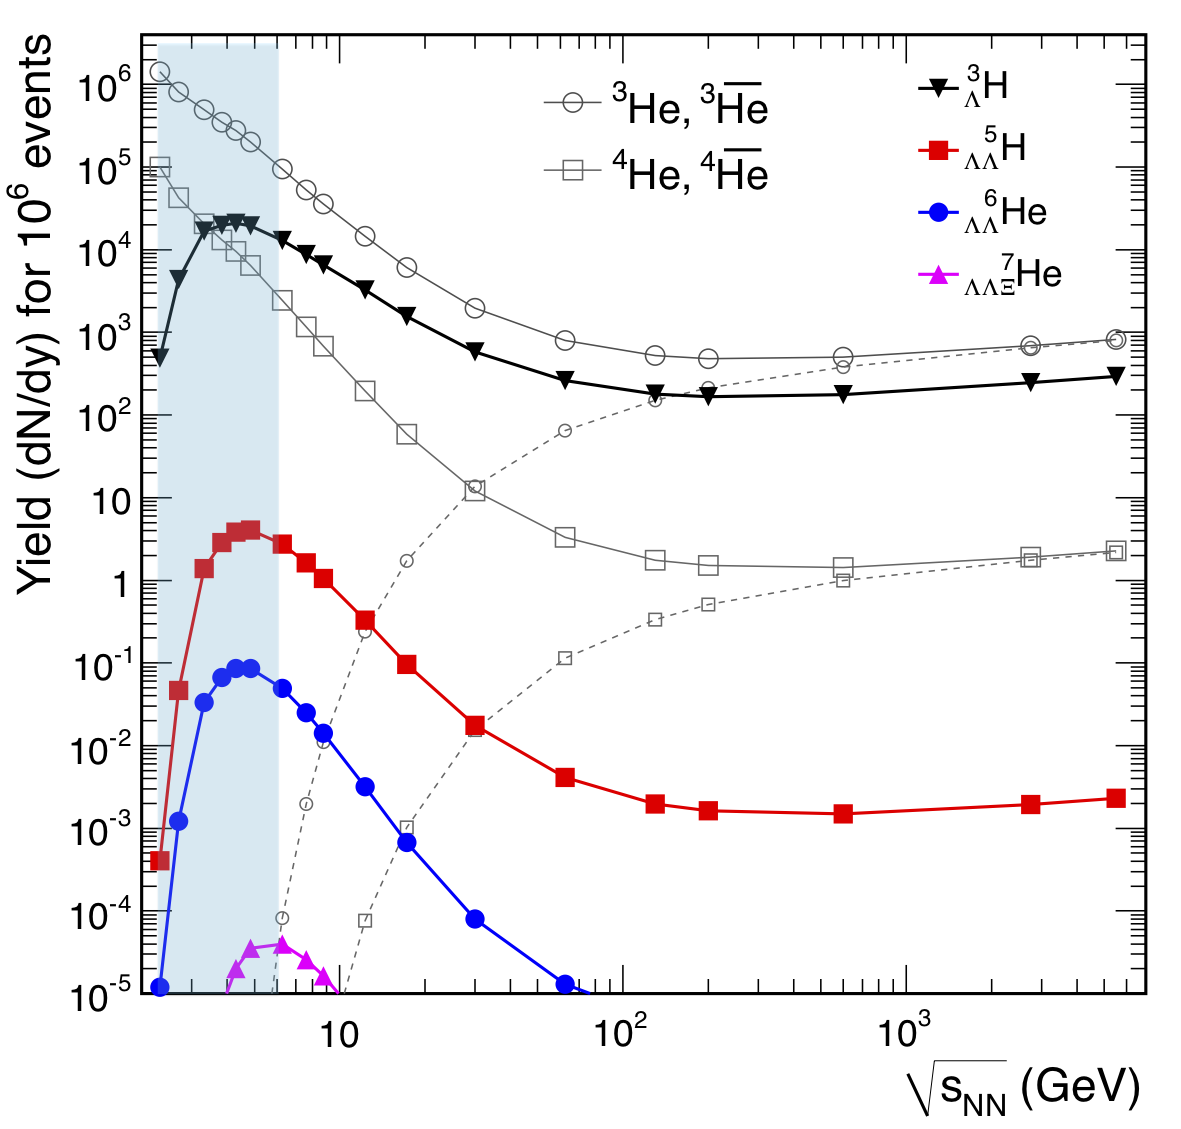 Yield (dN/dy) for 10⁶ events
10⁶
10⁵
10⁴
10³
10²
10
1
10⁻¹
10⁻²
10⁻³
10⁻⁴
10⁻⁵
³He, ³H̅e̅
⁴He, ⁴H̅e̅
³ΛH
⁵ΛΛH
⁶ΛΛHe
⁷ΛΛΞHe
10 10² 10³
√sNN (GeV)